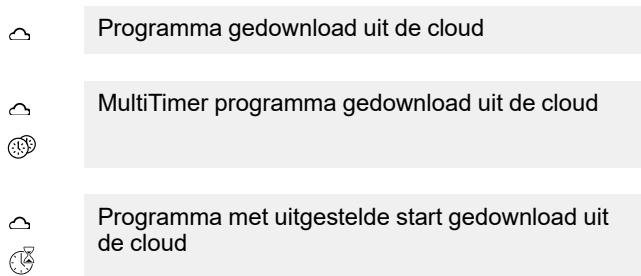 Programma gedownload uit de cloud
MultiTimer programma gedownload uit de cloud
Programma met uitgestelde start gedownload uit
de cloud